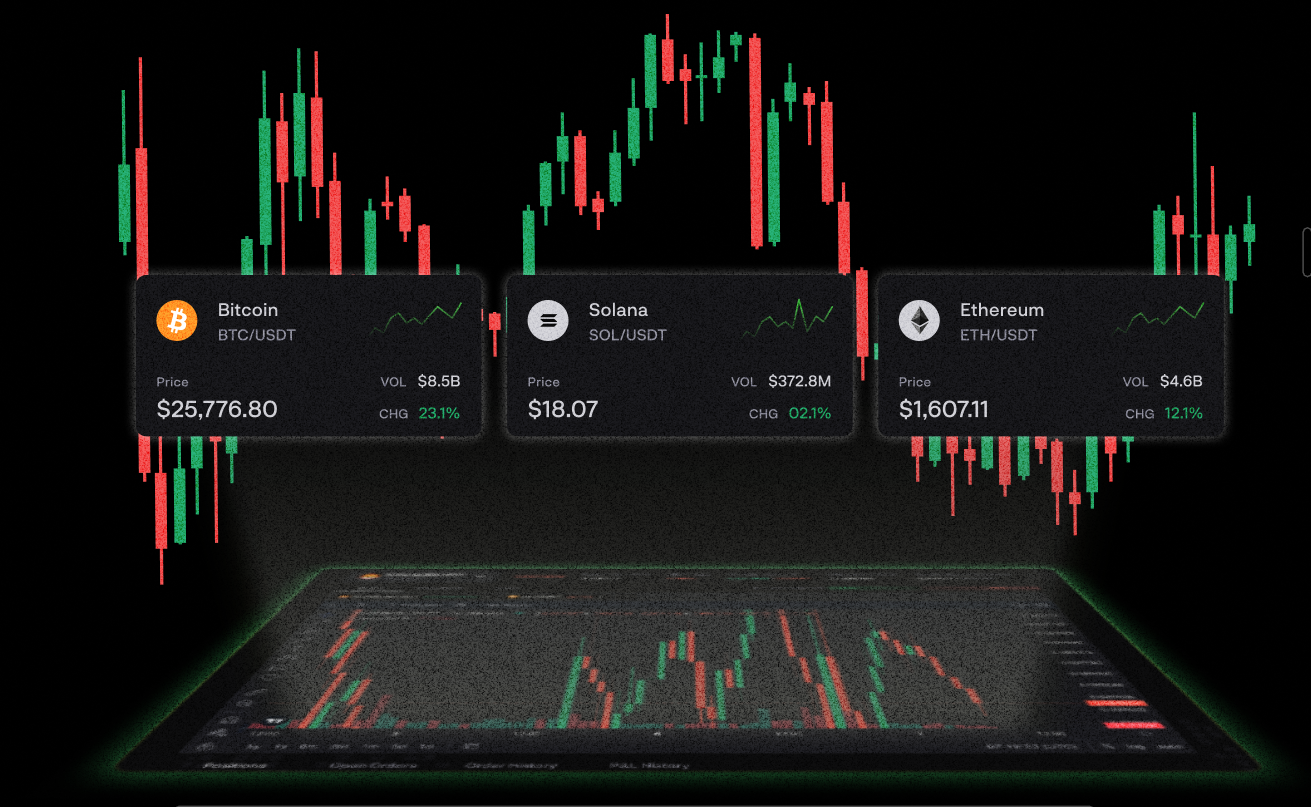 Bitcoin
BTC/USDT
Price
$25,776.80
VOL $8.5B
CHG 23.1%
Solana
SOL/USDT
Price
$18.07
VOL $372.8M
CHG 02.1%
Ethereum
ETH/USDT
Price
$1,607.11
VOL $4.6B
CHG 12.1%
Positions Open Orders Order History P&L History